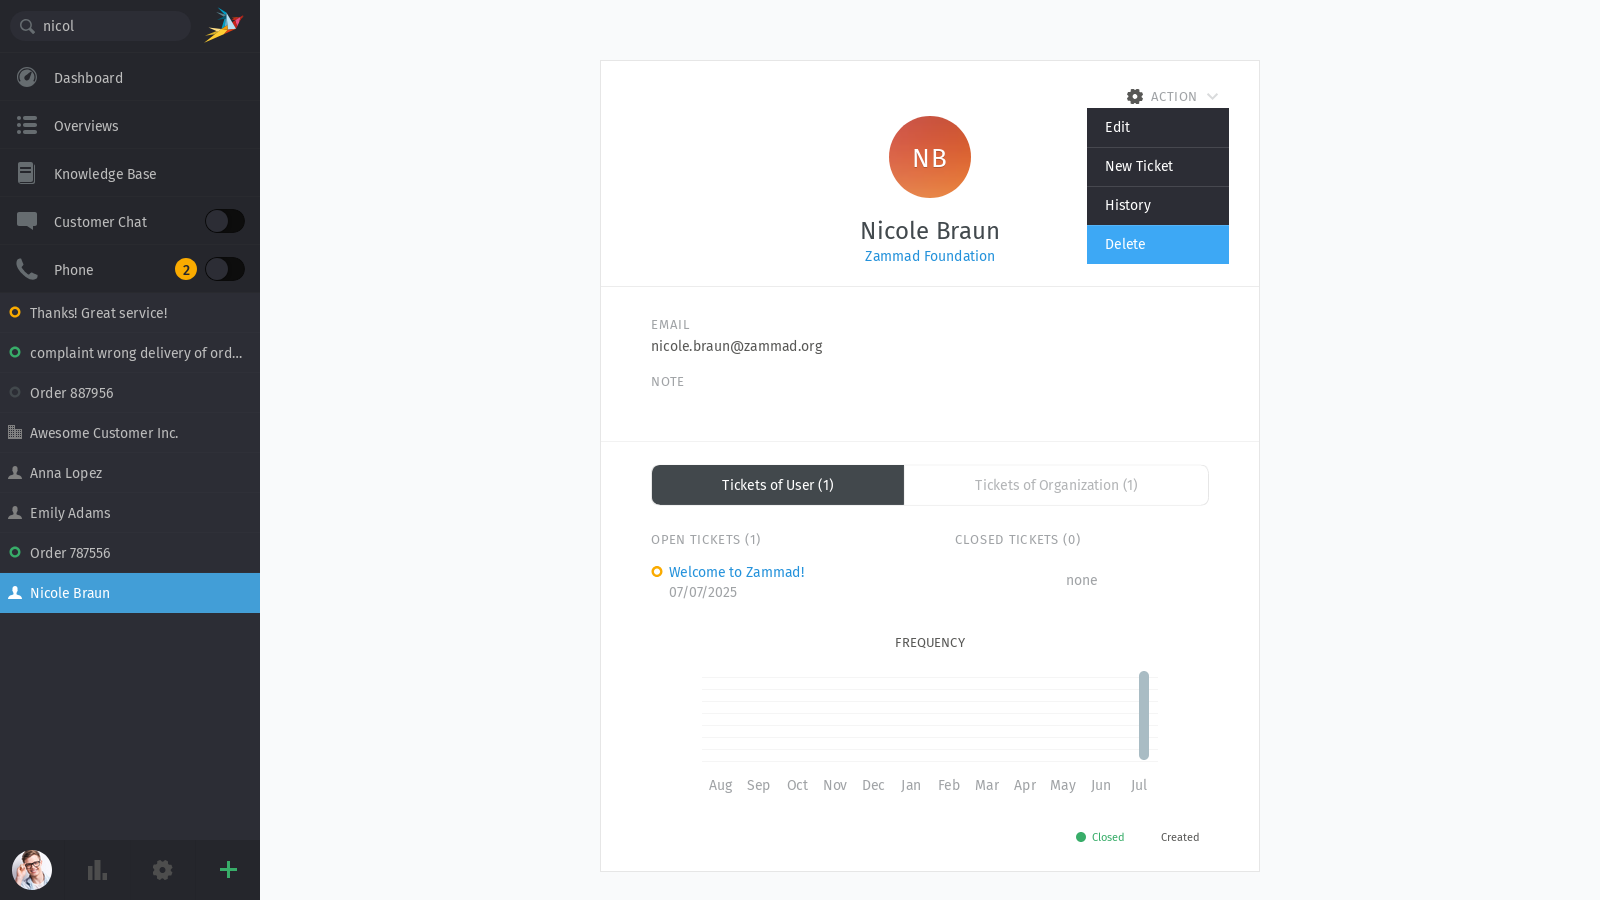 nicol
Dashboard
Overviews
Knowledge Base
Customer Chat
Phone 2
Thanks! Great service!
complaint wrong delivery of ord...
Order 887956
Awesome Customer Inc.
Anna Lopez
Emily Adams
Order 787556
Nicole Braun
ACTION
Edit
New Ticket
History
Delete
NB
Nicole Braun
Zammad Foundation
EMAIL
nicole.braun@zammad.org
NOTE
Tickets of User (1) Tickets of Organization (1)
OPEN TICKETS (1) CLOSED TICKETS (0)
Welcome to Zammad!
07/07/2025
none
FREQUENCY
Aug Sep Oct Nov Dec Jan Feb Mar Apr May Jun Jul
Closed Created